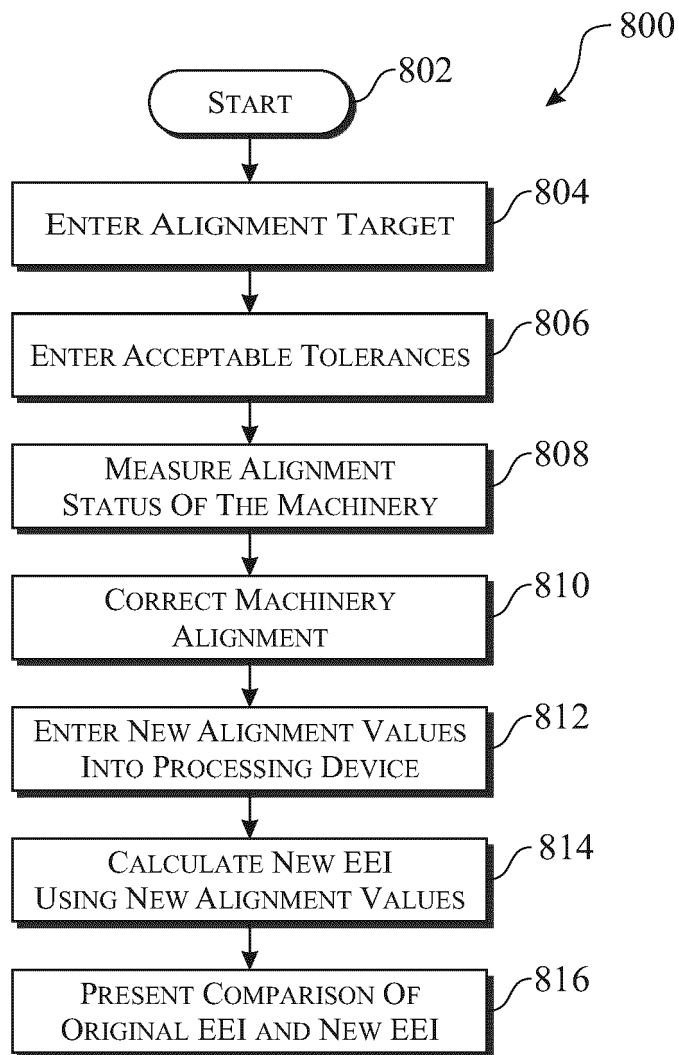 800
802
START
804
ENTER ALIGNMENT TARGET
806
ENTER ACCEPTABLE TOLERANCES
808
MEASURE ALIGNMENT
STATUS OF THE MACHINERY
810
CORRECT MACHINERY
ALIGNMENT
812
ENTER NEW ALIGNMENT VALUES
INTO PROCESSING DEVICE
814
CALCULATE NEW EEI
USING NEW ALIGNMENT VALUES
816
PRESENT COMPARISON OF
ORIGINAL EEI AND NEW EEI